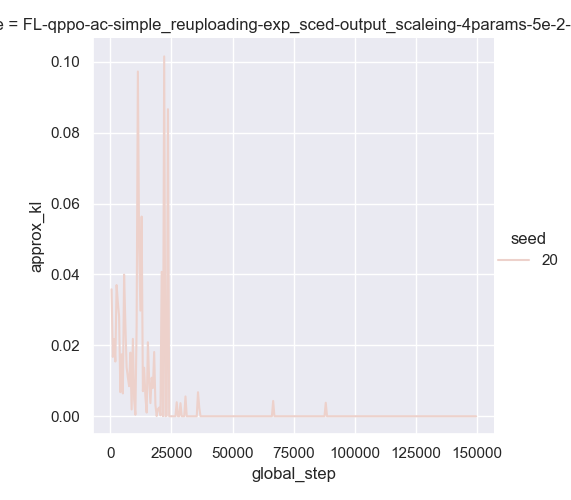 e = FL-qppo-ac-simple_reuploading-exp_sced-output_scaleing-4params-5e-2-
0.10
0.08
0.06
0.04
0.02
0.00
approx_kl
0 25000 50000 75000 100000 125000 150000
global_step
seed
20